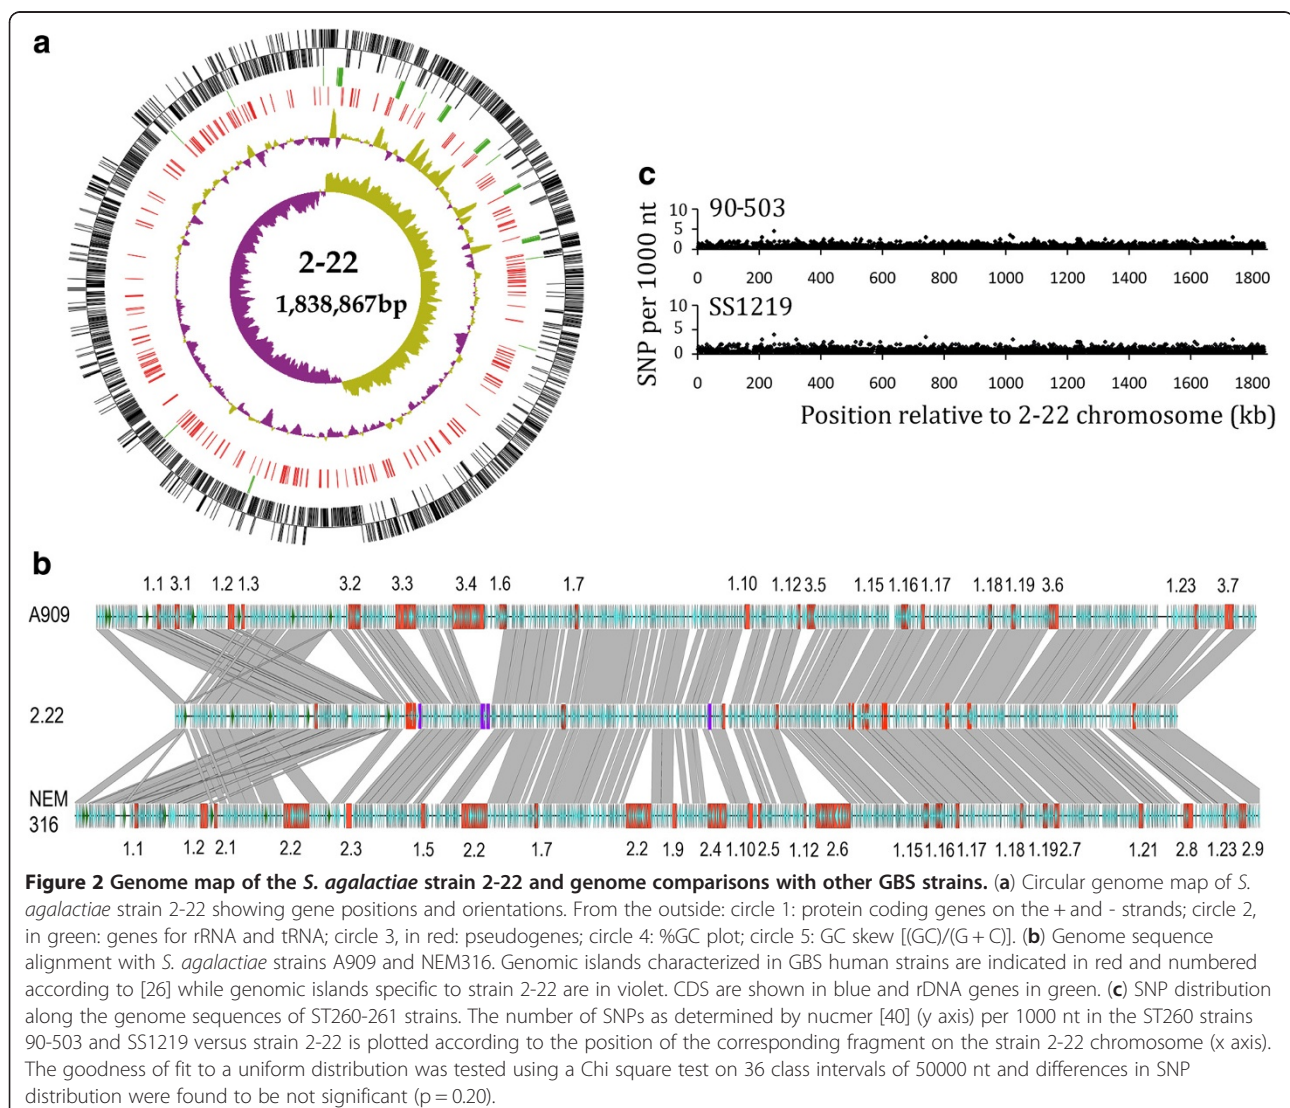 a
2-22
1,838,867bp
c
SNP per 1000 nt
90-503
10
5
0
0 200 400 600 800 1000 1200 1400 1600 1800
SS1219
10
5
0
0 200 400 600 800 1000 1200 1400 1600 1800
Position relative to 2-22 chromosome (kb)
b
1.1 3.1 1.2 1.3 3.2 3.3 3.4 1.6 1.7 1.10 1.12 3.5 1.15 1.16 1.17 1.18 1.19 3.6 1.23 3.7
A909
2.22
NEM
316
1.1 1.2 2.1 2.2 2.3 1.5 2.2 1.7 2.2 1.9 2.4 1.10 2.5 1.12 2.6 1.15 1.16 1.17 1.18 1.19 2.7 1.21 2.8 1.23 2.9
Figure 2 Genome map of the S. agalactiae strain 2-22 and genome comparisons with other GBS strains. (a) Circular genome map of S.
agalactiae strain 2-22 showing gene positions and orientations. From the outside: circle 1: protein coding genes on the + and - strands; circle 2,
in green: genes for rRNA and tRNA; circle 3, in red: pseudogenes; circle 4: %GC plot; circle 5: GC skew [(GC)/(G + C)]. (b) Genome sequence
alignment with S. agalactiae strains A909 and NEM316. Genomic islands characterized in GBS human strains are indicated in red and numbered
according to [26] while genomic islands specific to strain 2-22 are in violet. CDS are shown in blue and rDNA genes in green. (c) SNP distribution
along the genome sequences of ST260-261 strains. The number of SNPs as determined by nucmer [40] (y axis) per 1000 nt in the ST260 strains
90-503 and SS1219 versus strain 2-22 is plotted according to the position of the corresponding fragment on the strain 2-22 chromosome (x axis).
The goodness of fit to a uniform distribution was tested using a Chi square test on 36 class intervals of 50000 nt and differences in SNP
distribution were found to be not significant (p = 0.20).